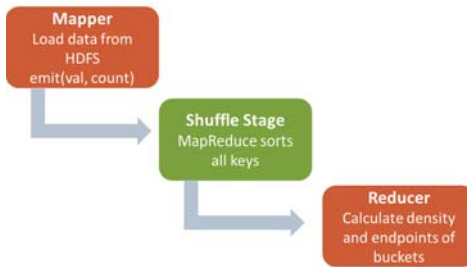 Mapper
Load data from
HDFS
emit(val, count)
Shuffle Stage
MapReduce sorts
all keys
Reducer
Calculate density
and endpoints of
buckets